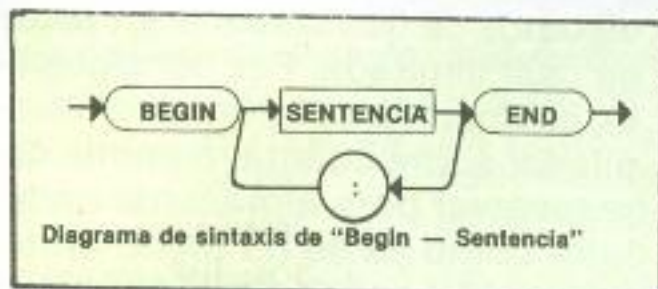 BEGIN SENTENCIA END
:
Diagrama de sintaxis de "Begin — Sentencia"